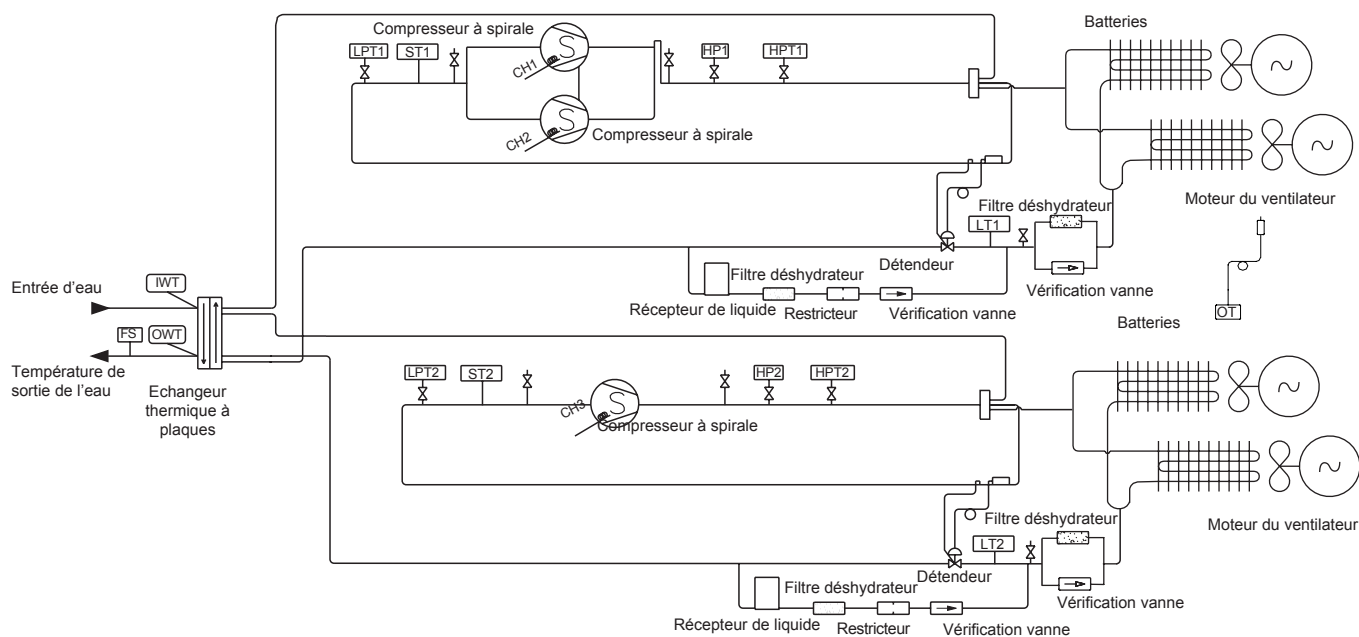 Compresseur à spirale
Batteries
LPT1
ST1
HP1
HPT1
CH1
CH2
Compresseur à spirale
Moteur du ventilateur
Filtre déshydrateur
LT1
Détendeur
Filtre déshydrateur
Récepteur de liquide
Restricteur
Vérification vanne
Vérification vanne
Batteries
OT
Entrée d'eau
IWT
FS
OWT
Température de
sortie de l'eau
Echangeur
thermique à
plaques
LPT2
ST2
HP2
HPT2
CH3
Compresseur à spirale
Moteur du ventilateur
Filtre déshydrateur
LT2
Détendeur
Filtre déshydrateur
Récepteur de liquide
Restricteur
Vérification vanne
Vérification vanne